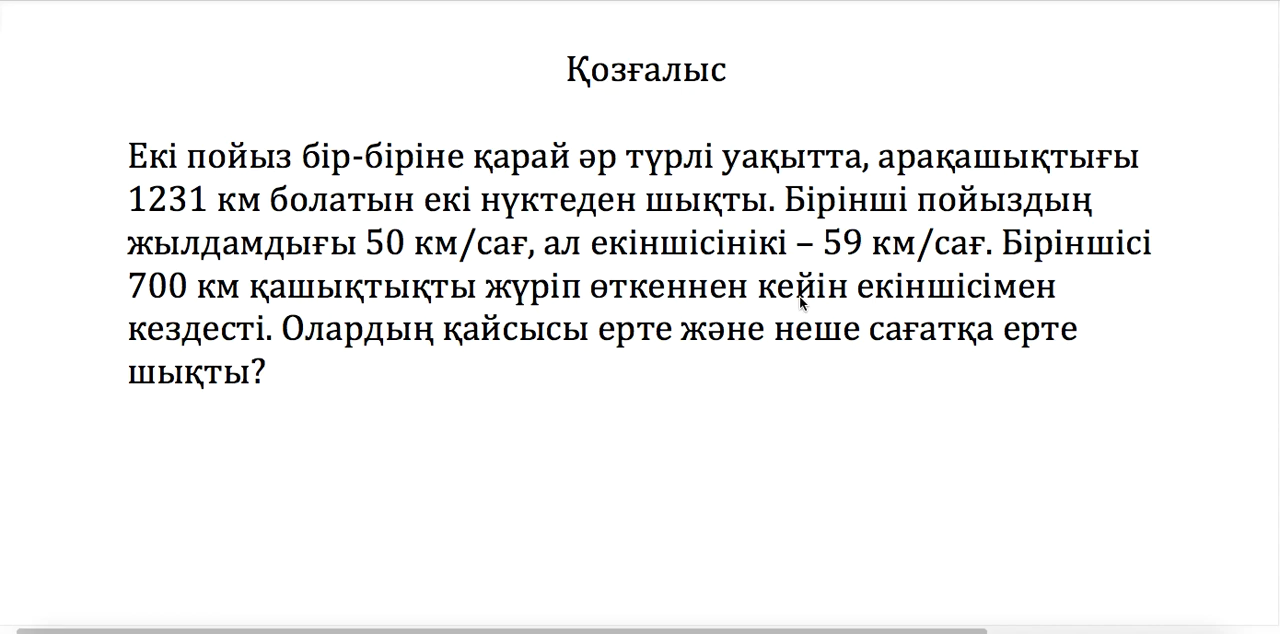 Қозғалыс
Екі пойыз бір-біріне қарай әр түрлі уақытта, арақашықтығы
1231 км болатын екі нүктеден шықты. Бірінші пойыздың
жылдамдығы 50 км/сағ, ал екіншісінікі – 59 км/сағ. Біріншісі
700 км қашықтықты жүріп өткеннен кейін екіншісімен
кездесті. Олардың қайсысы ерте және неше сағатқа ерте
шықты?